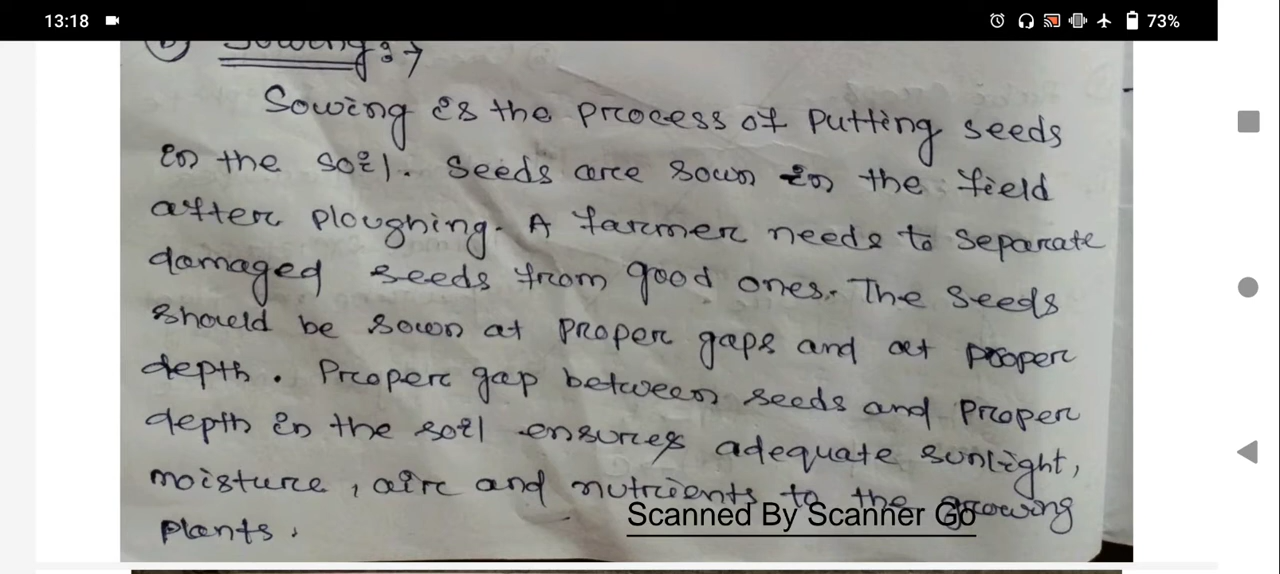 13:18
73%
b) Sowing :→
Sowing is the process of Putting seeds
in the soil. Seeds are sown in the field
after ploughing. A farmer needs to separate
damaged seeds from good ones. The seeds
should be sown at proper gaps and at proper
depth. Proper gap between seeds and proper
depth in the soil ensures adequate sunlight,
moisture, air and nutrients to the growing
Plants.
Scanned By Scanner Go